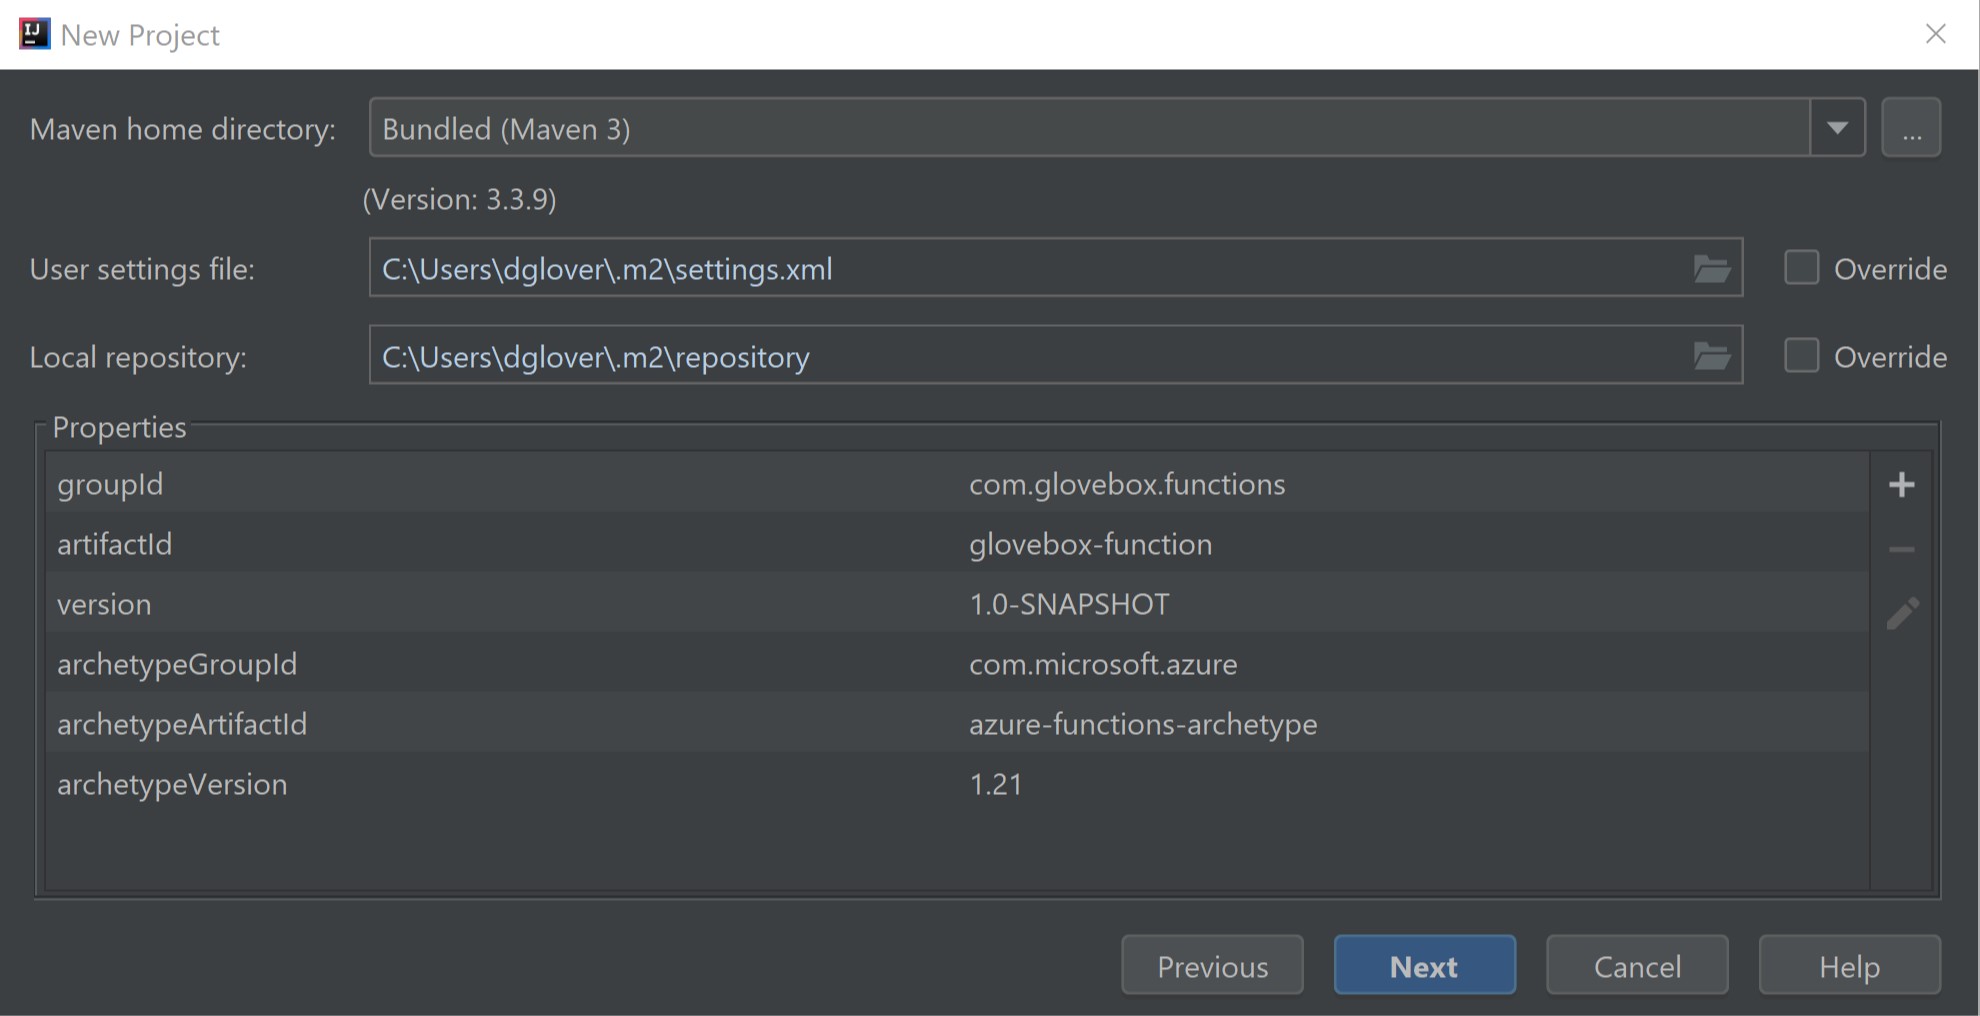 New Project
Maven home directory: Bundled (Maven 3) ...
(Version: 3.3.9)
User settings file: C:\Users\dglover\.m2\settings.xml Override
Local repository: C:\Users\dglover\.m2\repository Override
Properties
groupId com.glovebox.functions
artifactId glovebox-function
version 1.0-SNAPSHOT
archetypeGroupId com.microsoft.azure
archetypeArtifactId azure-functions-archetype
archetypeVersion 1.21
Previous Next Cancel Help